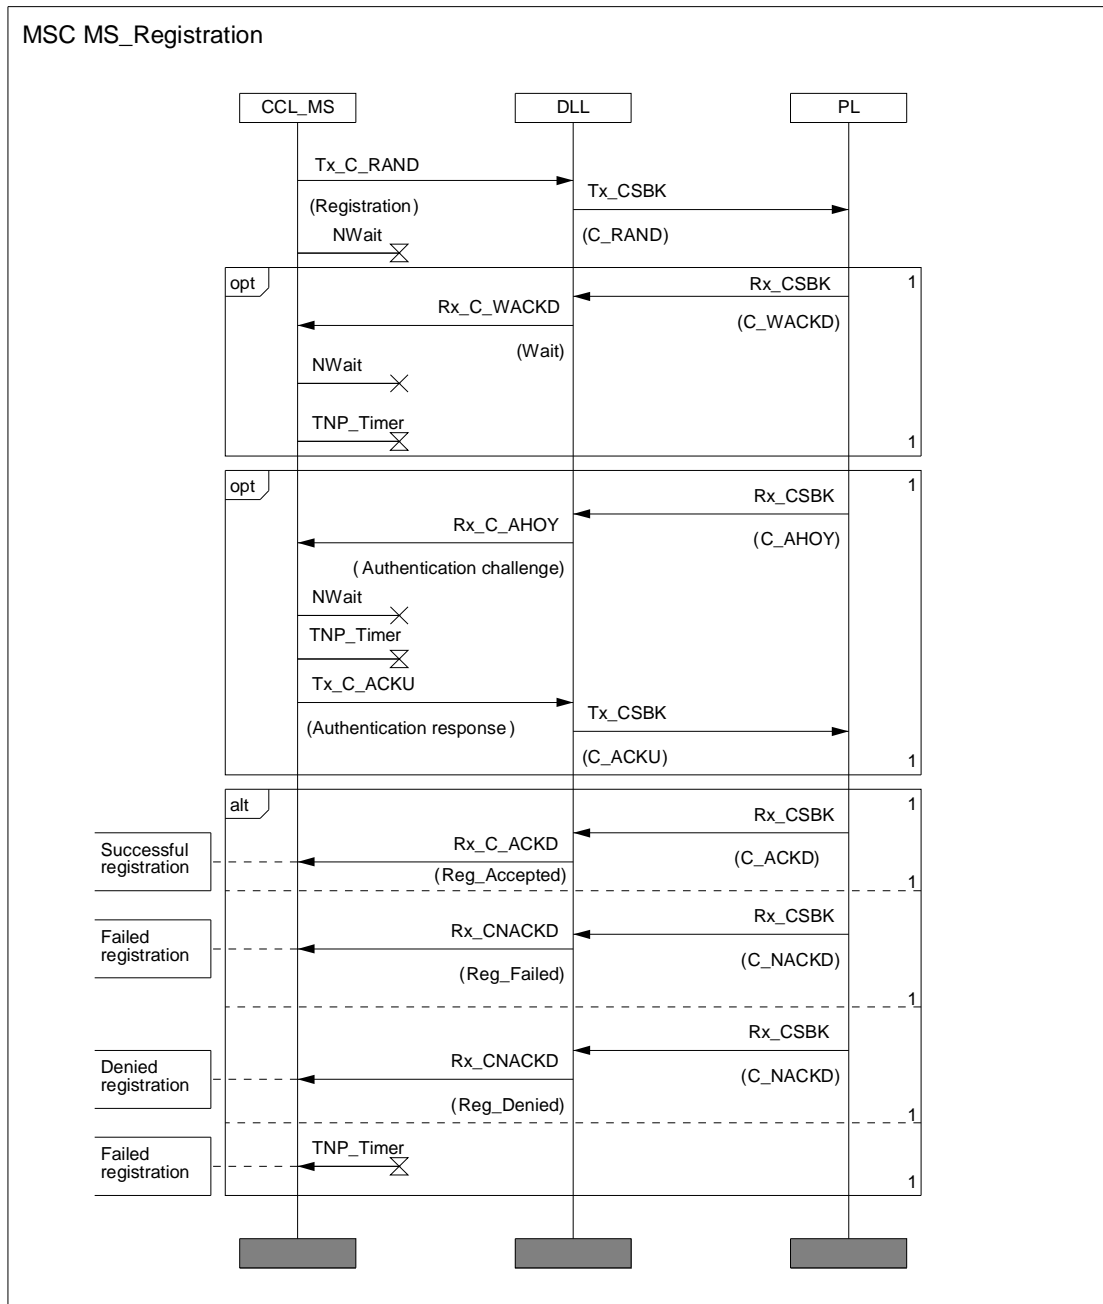 MSC MS_Registration
CCL_MS
DLL
PL
Tx_C_RAND
Tx_CSBK
(Registration)
NWait
(C_RAND)
opt
Rx_CSBK
1
Rx_C_WACKD
(C_WACKD)
(Wait)
NWait
TNP_Timer
1
opt
Rx_CSBK
1
Rx_C_AHOY
(C_AHOY)
( Authentication challenge)
NWait
TNP_Timer
Tx_C_ACKU
Tx_CSBK
(Authentication response )
(C_ACKU)
1
alt
Rx_CSBK
1
Successful
registration
Rx_C_ACKD
(C_ACKD)
(Reg_Accepted)
1
Rx_CSBK
Failed
registration
Rx_CNACKD
(C_NACKD)
(Reg_Failed)
1
Rx_CSBK
Denied
registration
Rx_CNACKD
(C_NACKD)
(Reg_Denied)
1
Failed
registration
TNP_Timer
1